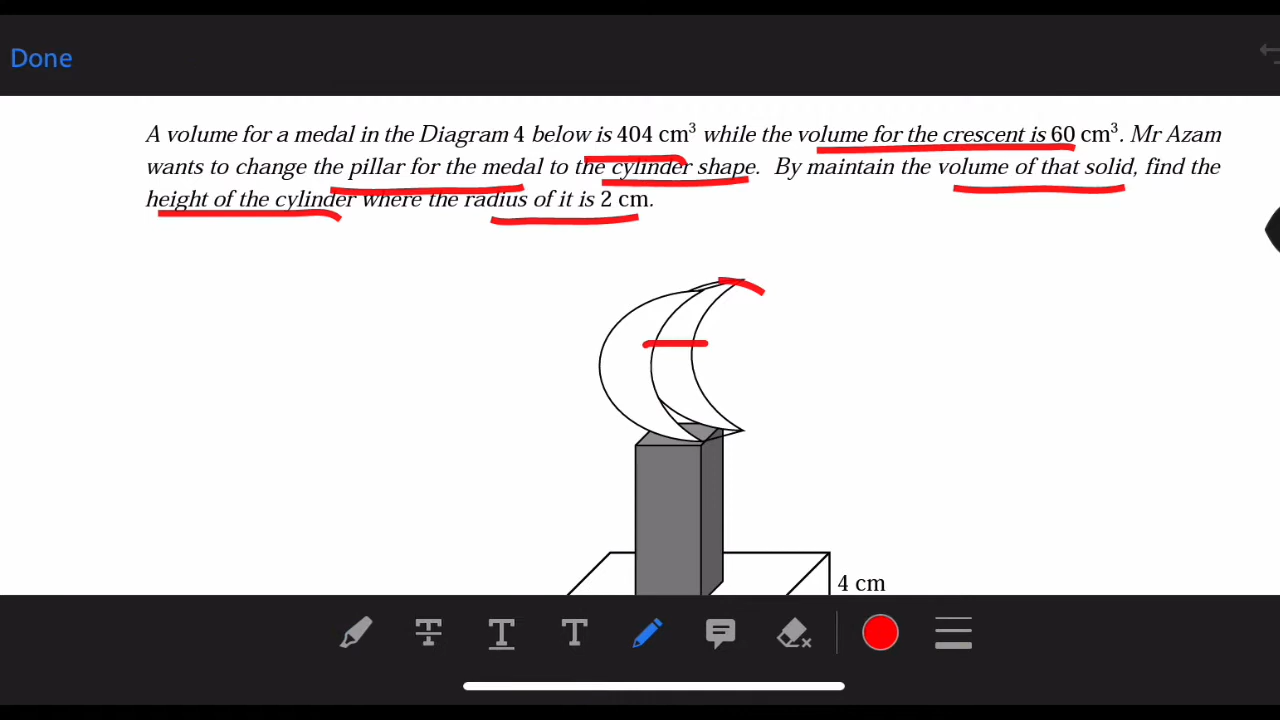 Done
A volume for a medal in the Diagram 4 below is 404 cm³ while the volume for the crescent is 60 cm³. Mr Azam
wants to change the pillar for the medal to the cylinder shape. By maintain the volume of that solid, find the
height of the cylinder where the radius of it is 2 cm.
4 cm
T
T
T